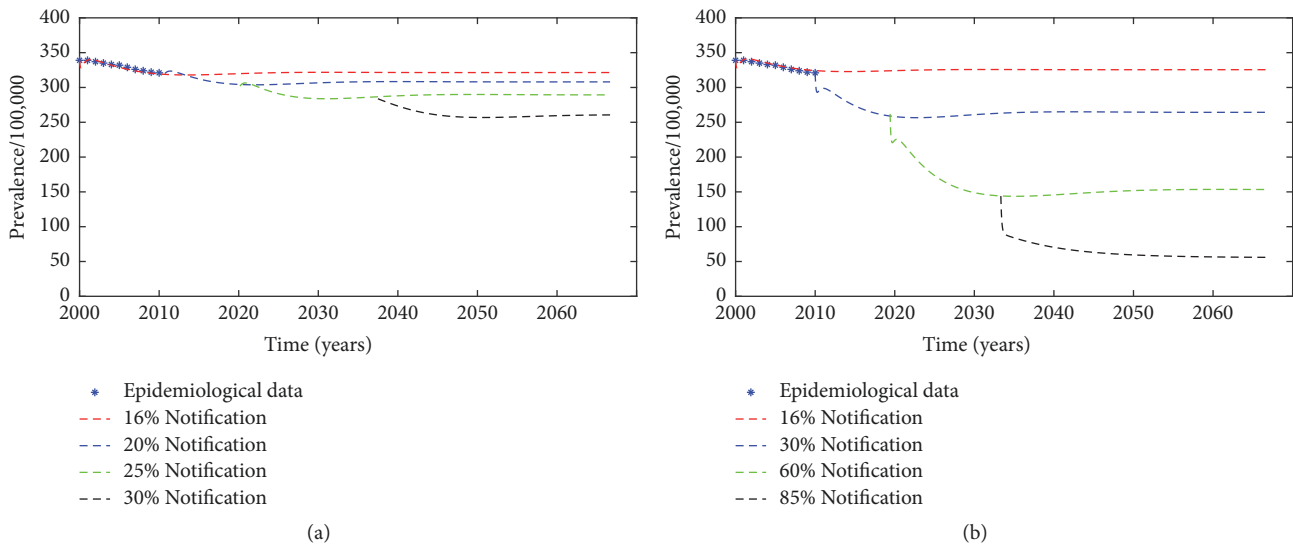 400
350
300
250
200
150
100
50
0
Prevalence/100,000
2000 2010 2020 2030 2040 2050 2060
Time (years)
Epidemiological data
16% Notification
20% Notification
25% Notification
30% Notification
(a)
400
350
300
250
200
150
100
50
0
Prevalence/100,000
2000 2010 2020 2030 2040 2050 2060
Time (years)
Epidemiological data
16% Notification
30% Notification
60% Notification
85% Notification
(b)